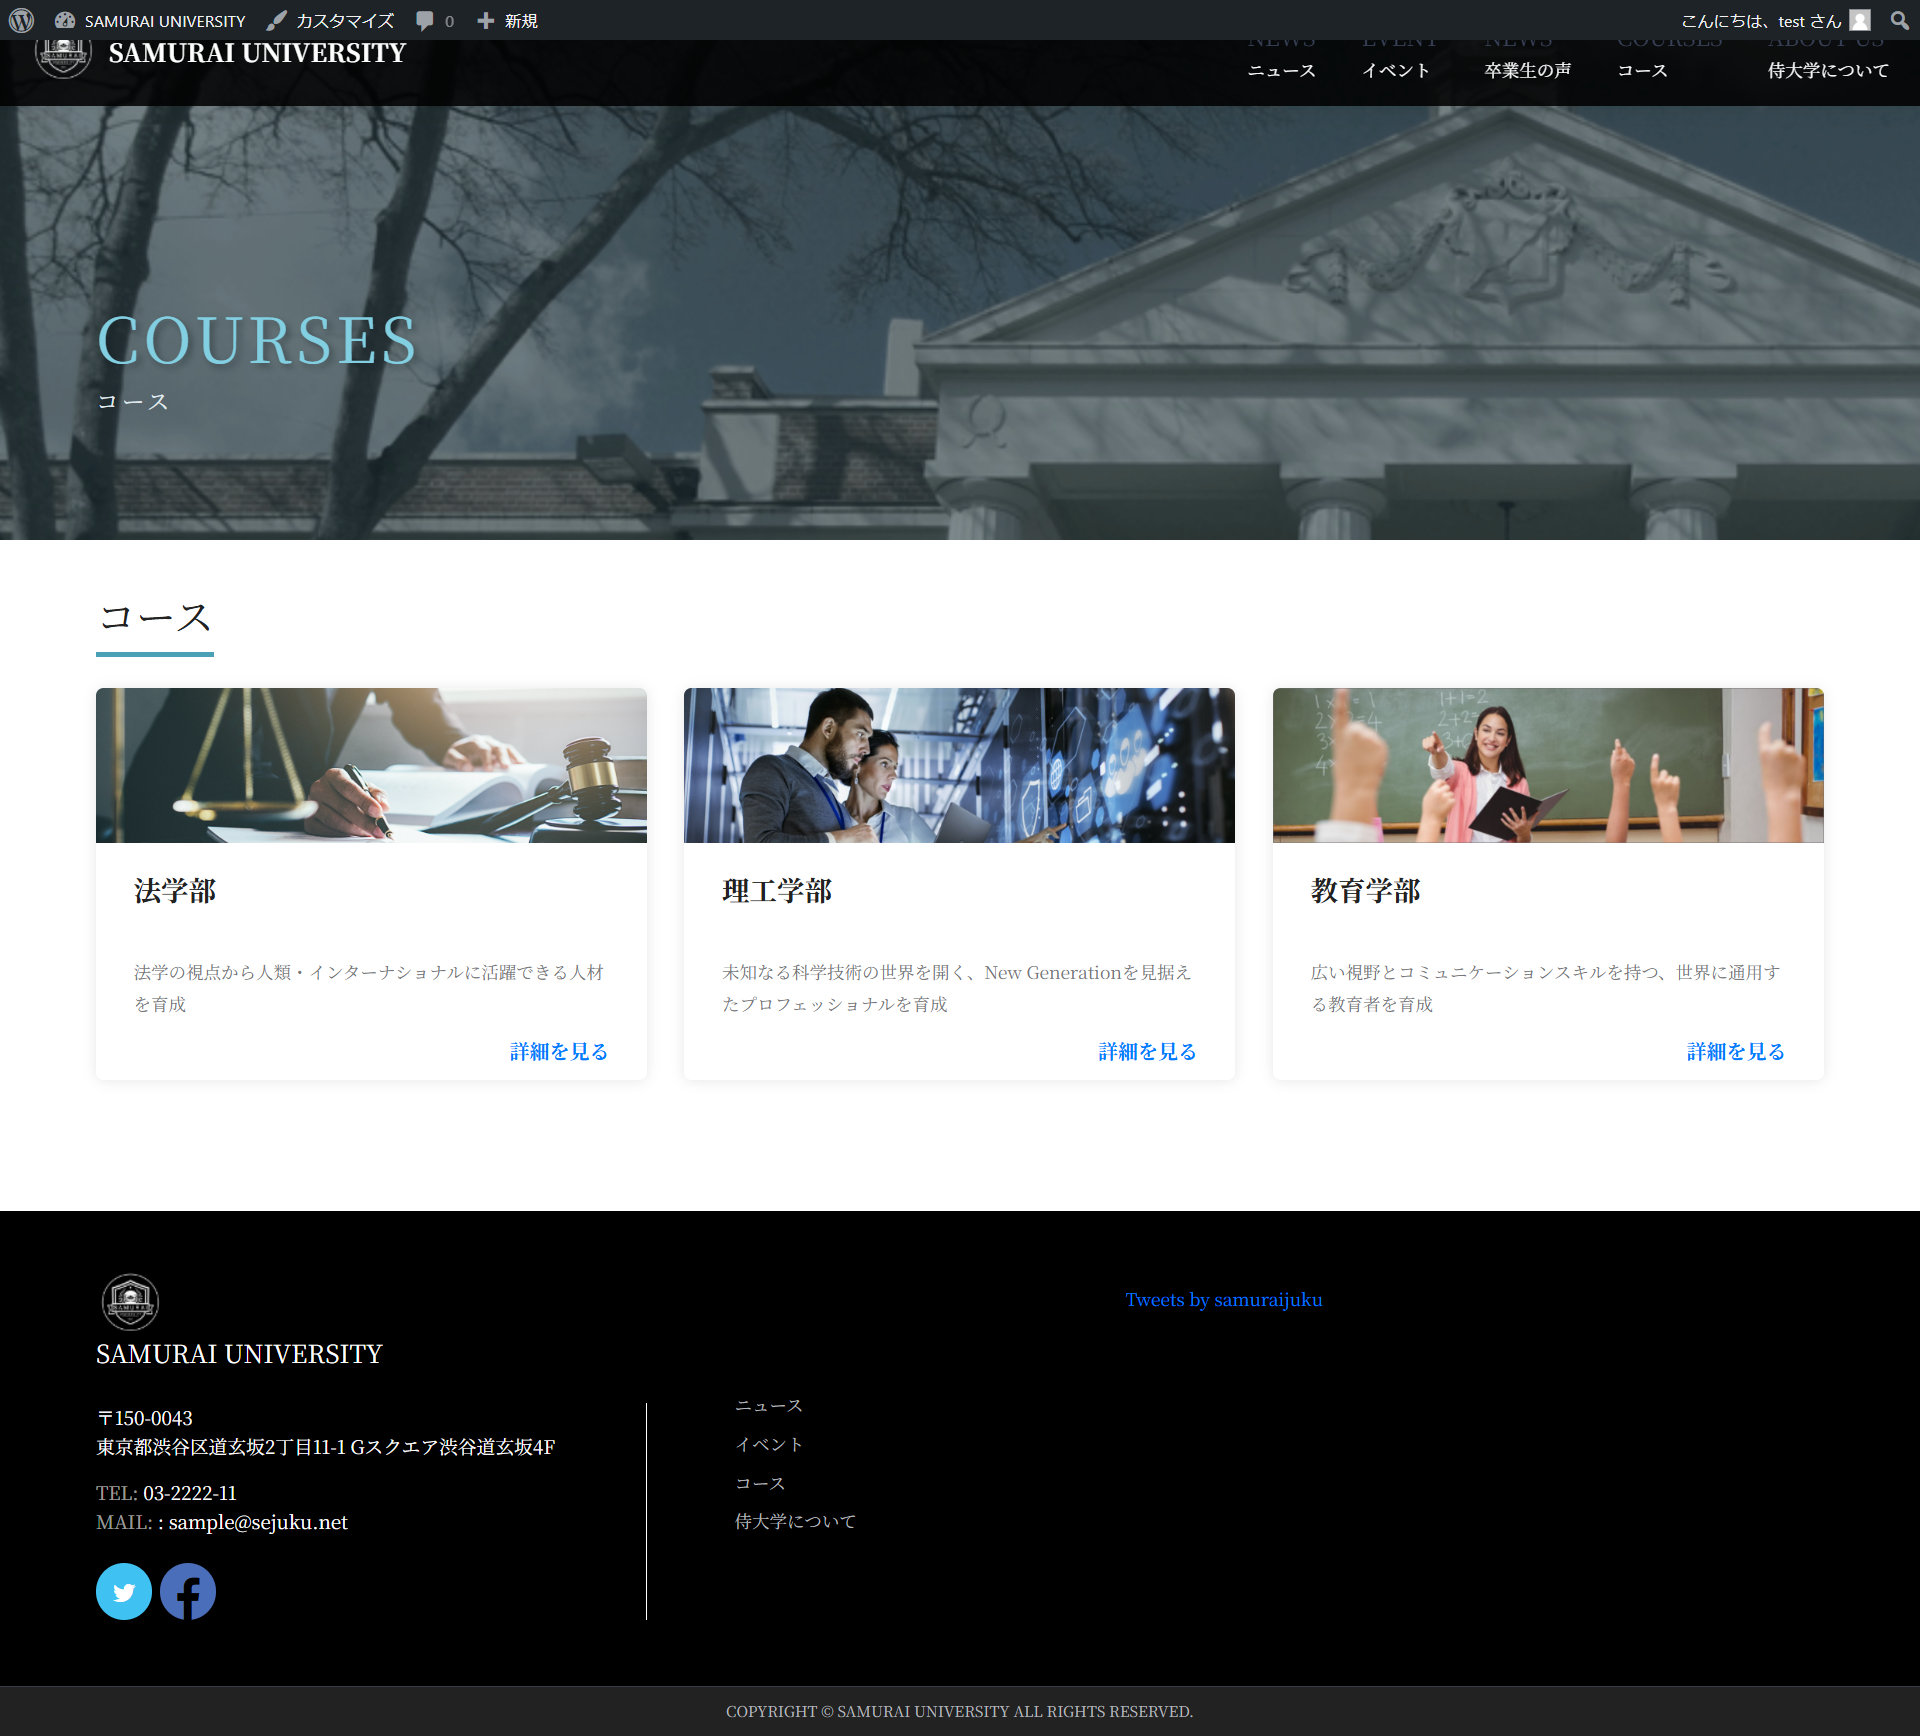 SAMURAI UNIVERSITY カスタマイズ 0 新規 こんにちは、test さん
SAMURAI UNIVERSITY
NEWS EVENT NEWS COURSES ABOUT US
ニュース イベント 卒業生の声 コース 侍大学について
COURSES
コース
コース
法学部
法学の視点から人類・インターナショナルに活躍できる人材
を育成
詳細を見る
理工学部
未知なる科学技術の世界を開く、New Generationを見据え
たプロフェッショナルを育成
詳細を見る
教育学部
広い視野とコミュニケーションスキルを持つ、世界に通用す
る教育者を育成
詳細を見る
SAMURAI UNIVERSITY
〒150-0043
東京都渋谷区道玄坂2丁目11-1 Gスクエア渋谷道玄坂4F
TEL: 03-2222-11
MAIL: : sample@sejuku.net
ニュース
イベント
コース
侍大学について
Tweets by samuraijuku
COPYRIGHT © SAMURAI UNIVERSITY ALL RIGHTS RESERVED.